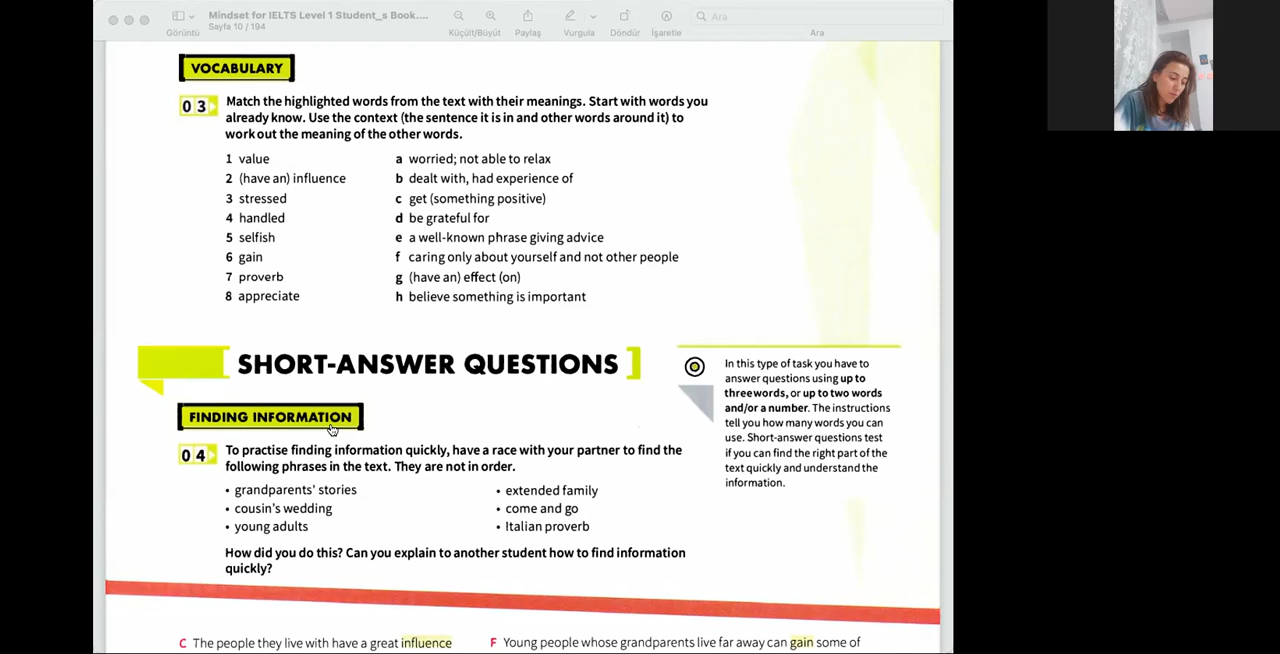 Mindset for IELTS Level 1 Student_s Book....
Sayfa 10 / 194
Görüntü
Küçült/Büyüt
Paylaş
Vurgula
Döndür
İşaretle
Ara
Ara
VOCABULARY
03
Match the highlighted words from the text with their meanings. Start with words you
already know. Use the context (the sentence it is in and other words around it) to
work out the meaning of the other words.
1 value
2 (have an) influence
3 stressed
4 handled
5 selfish
6 gain
7 proverb
8 appreciate
a worried; not able to relax
b dealt with, had experience of
c get (something positive)
d be grateful for
e a well-known phrase giving advice
f caring only about yourself and not other people
g (have an) effect (on)
h believe something is important
SHORT-ANSWER QUESTIONS
FINDING INFORMATION
04
To practise finding information quickly, have a race with your partner to find the
following phrases in the text. They are not in order.
• grandparents' stories
• cousin's wedding
• young adults
• extended family
• come and go
• Italian proverb
How did you do this? Can you explain to another student how to find information
quickly?
In this type of task you have to
answer questions using up to
three words, or up to two words
and/or a number. The instructions
tell you how many words you can
use. Short-answer questions test
if you can find the right part of the
text quickly and understand the
information.
C The people they live with have a great influence
F Young people whose grandparents live far away can gain some of